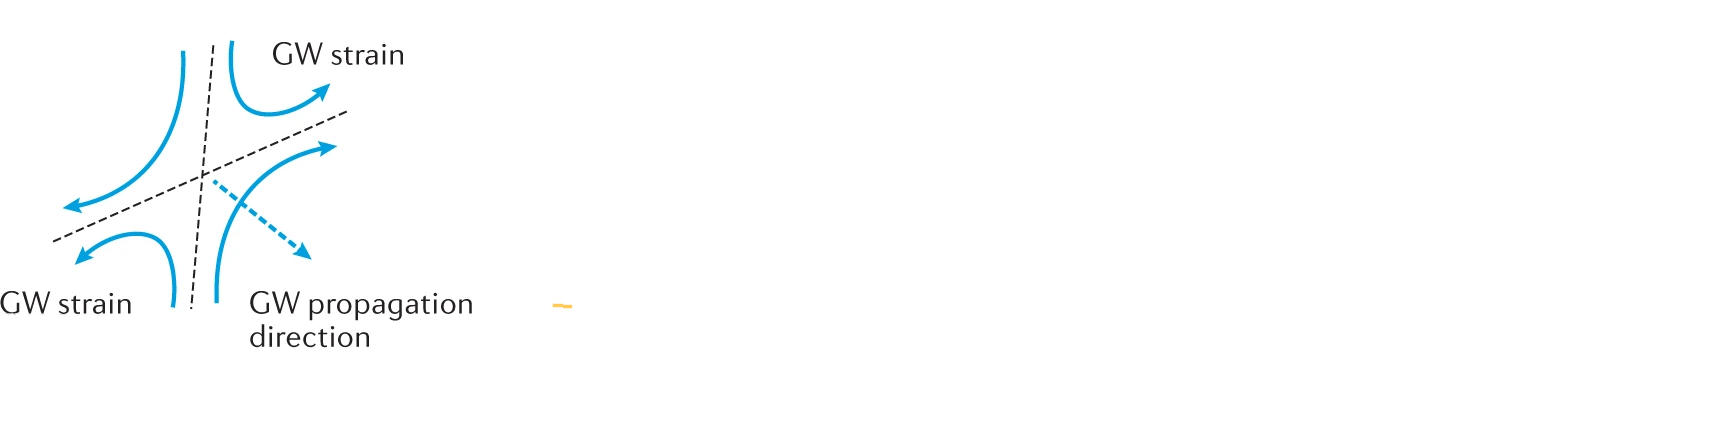 GW strain
GW strain
GW propagation
direction